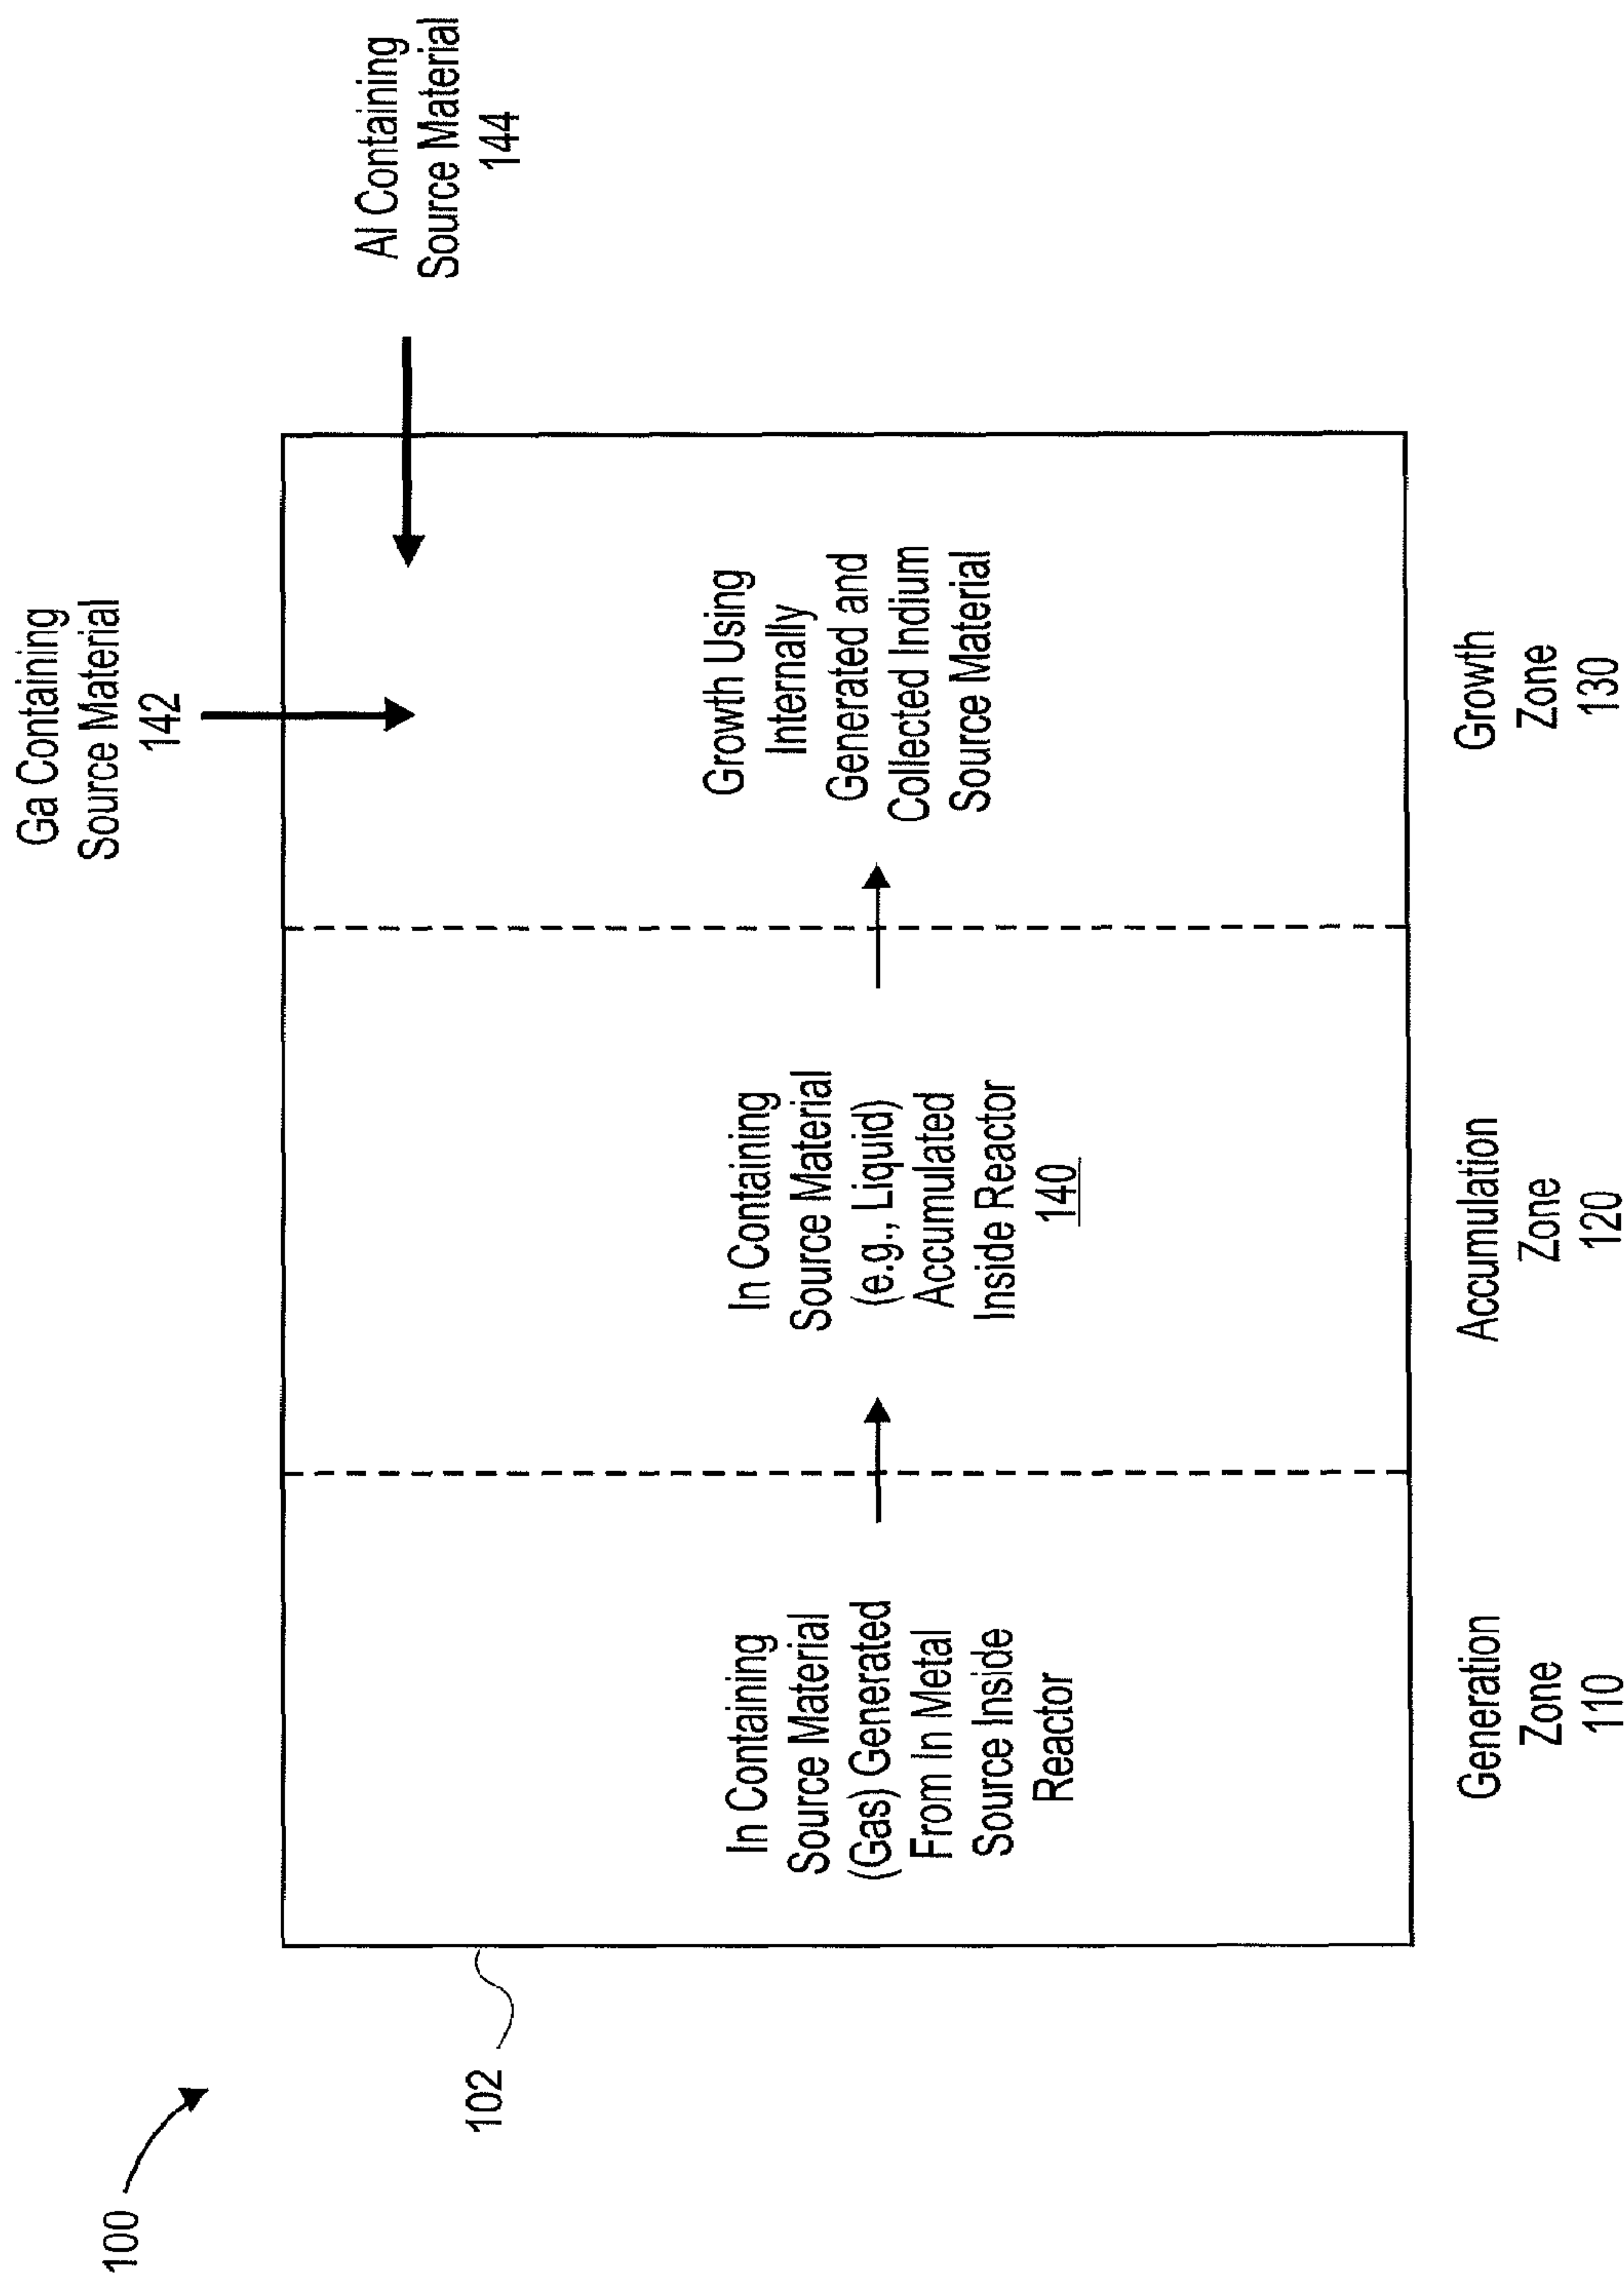 100
Ga Containing
Source Material
142
Al Containing
Source Material
144
102
In Containing
Source Material
(Gas) Generated
From In Metal
Source Inside
Reactor
In Containing
Source Material
(e.g., Liquid)
Accumulated
Inside Reactor
140
Growth Using
Internally
Generated and
Collected Indium
Source Material
Generation
Zone
110
Accumulation
Zone
120
Growth
Zone
130